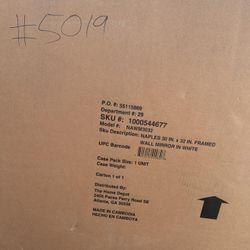 #5019
P.O. #: 55115869
Department #: 29
SKU #: 1000544677
Model #: NAWM3032
Sku Description: NAPLES 30 IN. X 32 IN. FRAMED
WALL MIRROR IN WHITE
UPC Barcode
Case Pack Size: 1 UNIT
Case Weight:
Carton 1 of 1
Distributed By:
The Home Depot
2455 Paces Ferry Road SE
Atlanta, GA 30339
MADE IN CAMBODIA
HECHO EN CAMBOYA